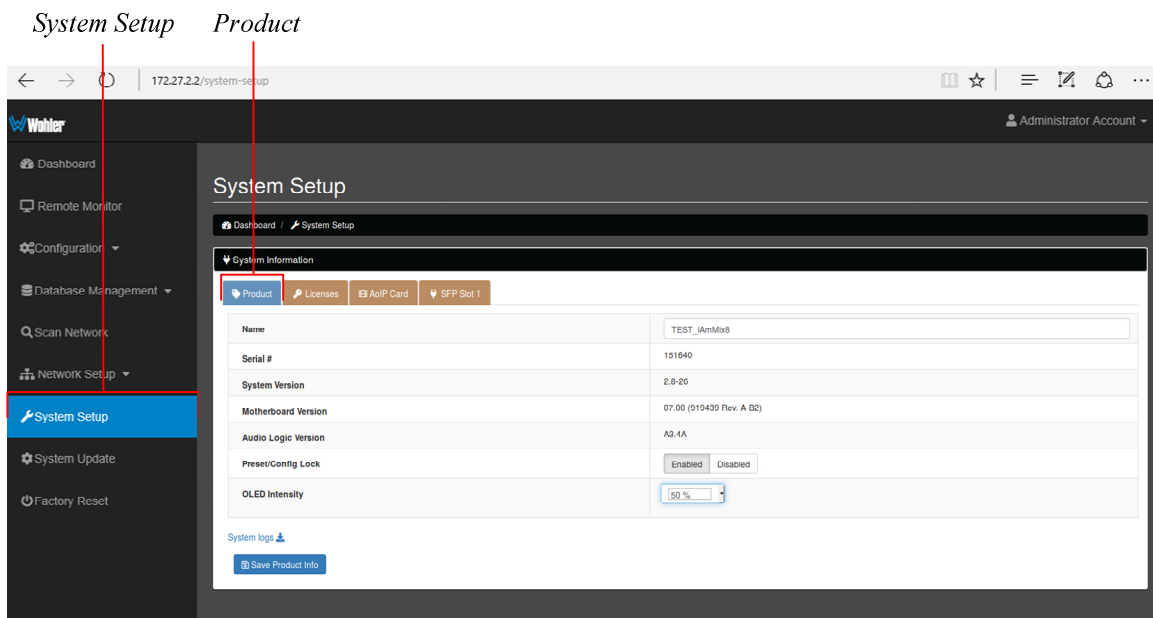 System Setup Product
172.27.2.2/system-setup
Wohler
Administrator Account
Dashboard
Remote Monitor
Configuration
Database Management
Scan Network
Network Setup
System Setup
System Update
Factory Reset
System Setup
Dashboard / System Setup
System Information
Product Licenses AoIP Card SFP Slot 1
Name TEST_iAmMix8
Serial # 151640
System Version 2.8-26
Motherboard Version 07.00 (919439 Rev. A-B2)
Audio Logic Version A3.4A
Preset/Config Lock Enabled Disabled
OLED Intensity 50 %
System logs
Save Product Info